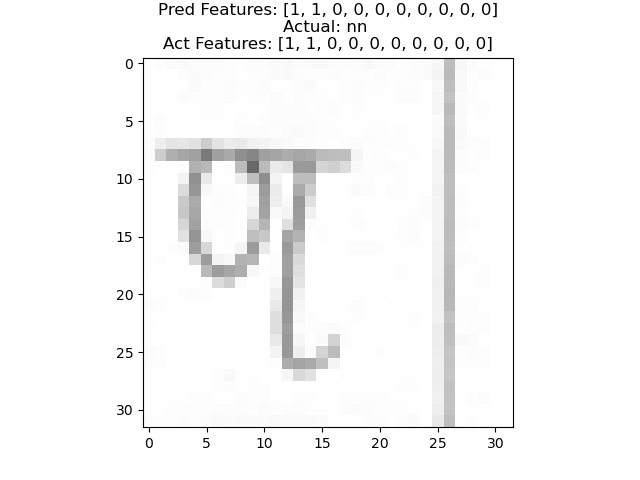 Pred Features: [1, 1, 0, 0, 0, 0, 0, 0, 0, 0]
Actual: nn
Act Features: [1, 1, 0, 0, 0, 0, 0, 0, 0, 0]
0
5
10
15
20
25
30
ਣ
0 5 10 15 20 25 30